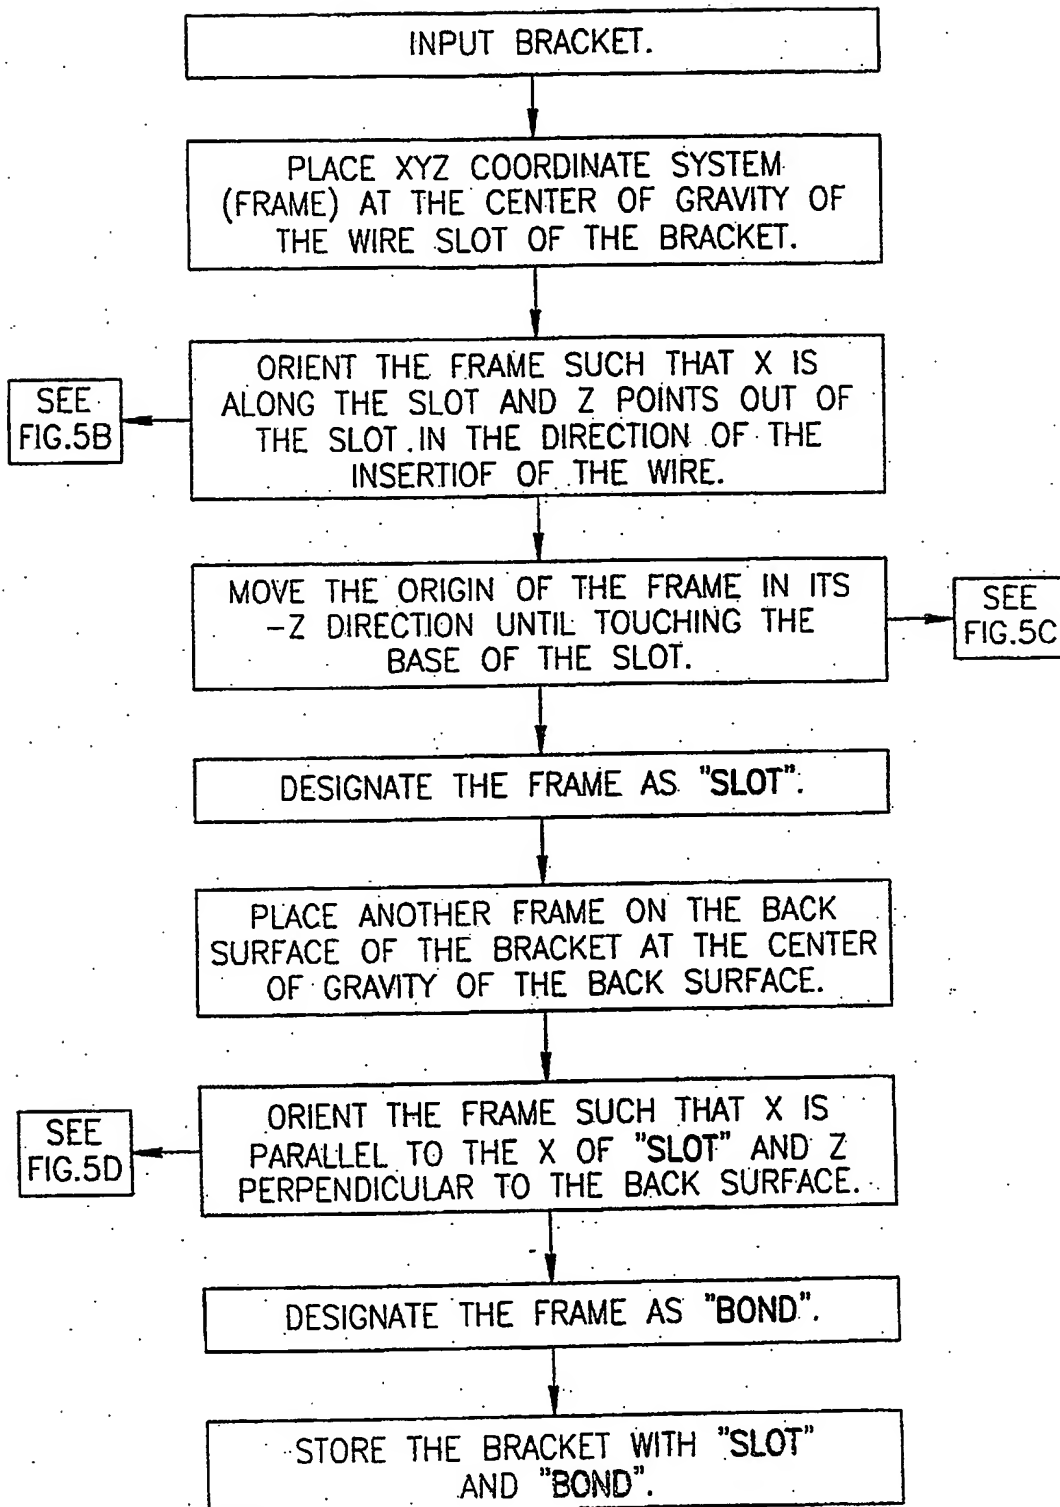 INPUT BRACKET.
PLACE XYZ COORDINATE SYSTEM
(FRAME) AT THE CENTER OF GRAVITY OF
THE WIRE SLOT OF THE BRACKET.
ORIENT THE FRAME SUCH THAT X IS
ALONG THE SLOT AND Z POINTS OUT OF
THE SLOT IN THE DIRECTION OF THE
INSERTIOF OF THE WIRE.
SEE
FIG.5B
MOVE THE ORIGIN OF THE FRAME IN ITS
-Z DIRECTION UNTIL TOUCHING THE
BASE OF THE SLOT.
SEE
FIG.5C
DESIGNATE THE FRAME AS "SLOT".
PLACE ANOTHER FRAME ON THE BACK
SURFACE OF THE BRACKET AT THE CENTER
OF GRAVITY OF THE BACK SURFACE.
ORIENT THE FRAME SUCH THAT X IS
PARALLEL TO THE X OF "SLOT" AND Z
PERPENDICULAR TO THE BACK SURFACE.
SEE
FIG.5D
DESIGNATE THE FRAME AS "BOND".
STORE THE BRACKET WITH "SLOT"
AND "BOND".